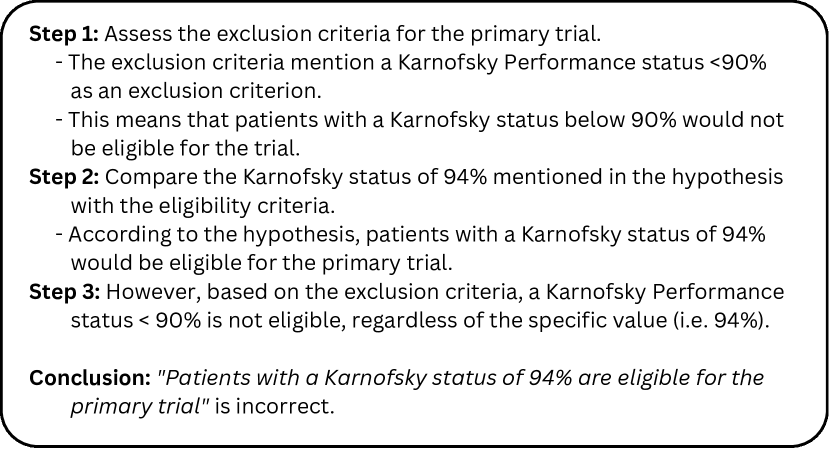 Step 1: Assess the exclusion criteria for the primary trial.
- The exclusion criteria mention a Karnofsky Performance status <90%
as an exclusion criterion.
- This means that patients with a Karnofsky status below 90% would not
be eligible for the trial.
Step 2: Compare the Karnofsky status of 94% mentioned in the hypothesis
with the eligibility criteria.
- According to the hypothesis, patients with a Karnofsky status of 94%
would be eligible for the primary trial.
Step 3: However, based on the exclusion criteria, a Karnofsky Performance
status < 90% is not eligible, regardless of the specific value (i.e. 94%).
Conclusion: "Patients with a Karnofsky status of 94% are eligible for the
primary trial" is incorrect.